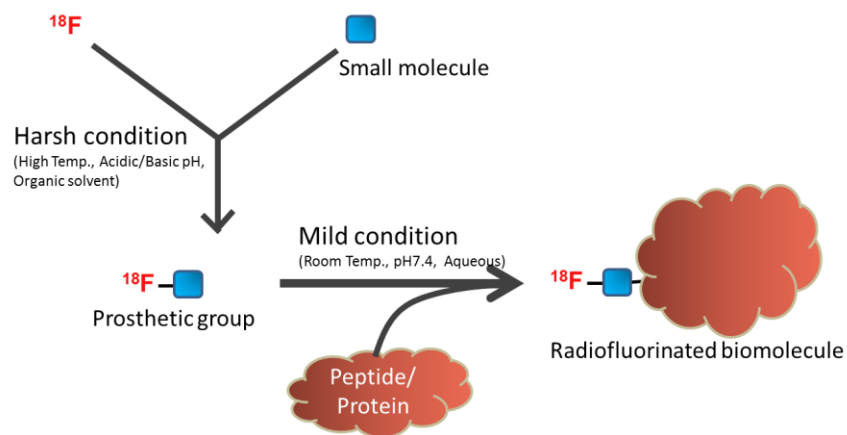 18F
Small molecule
Harsh condition
(High Temp., Acidic/Basic pH,
Organic solvent)
Mild condition
(Room Temp., pH7.4, Aqueous)
18F
Prosthetic group
Peptide/
Protein
18F
Radiofluorinated biomolecule